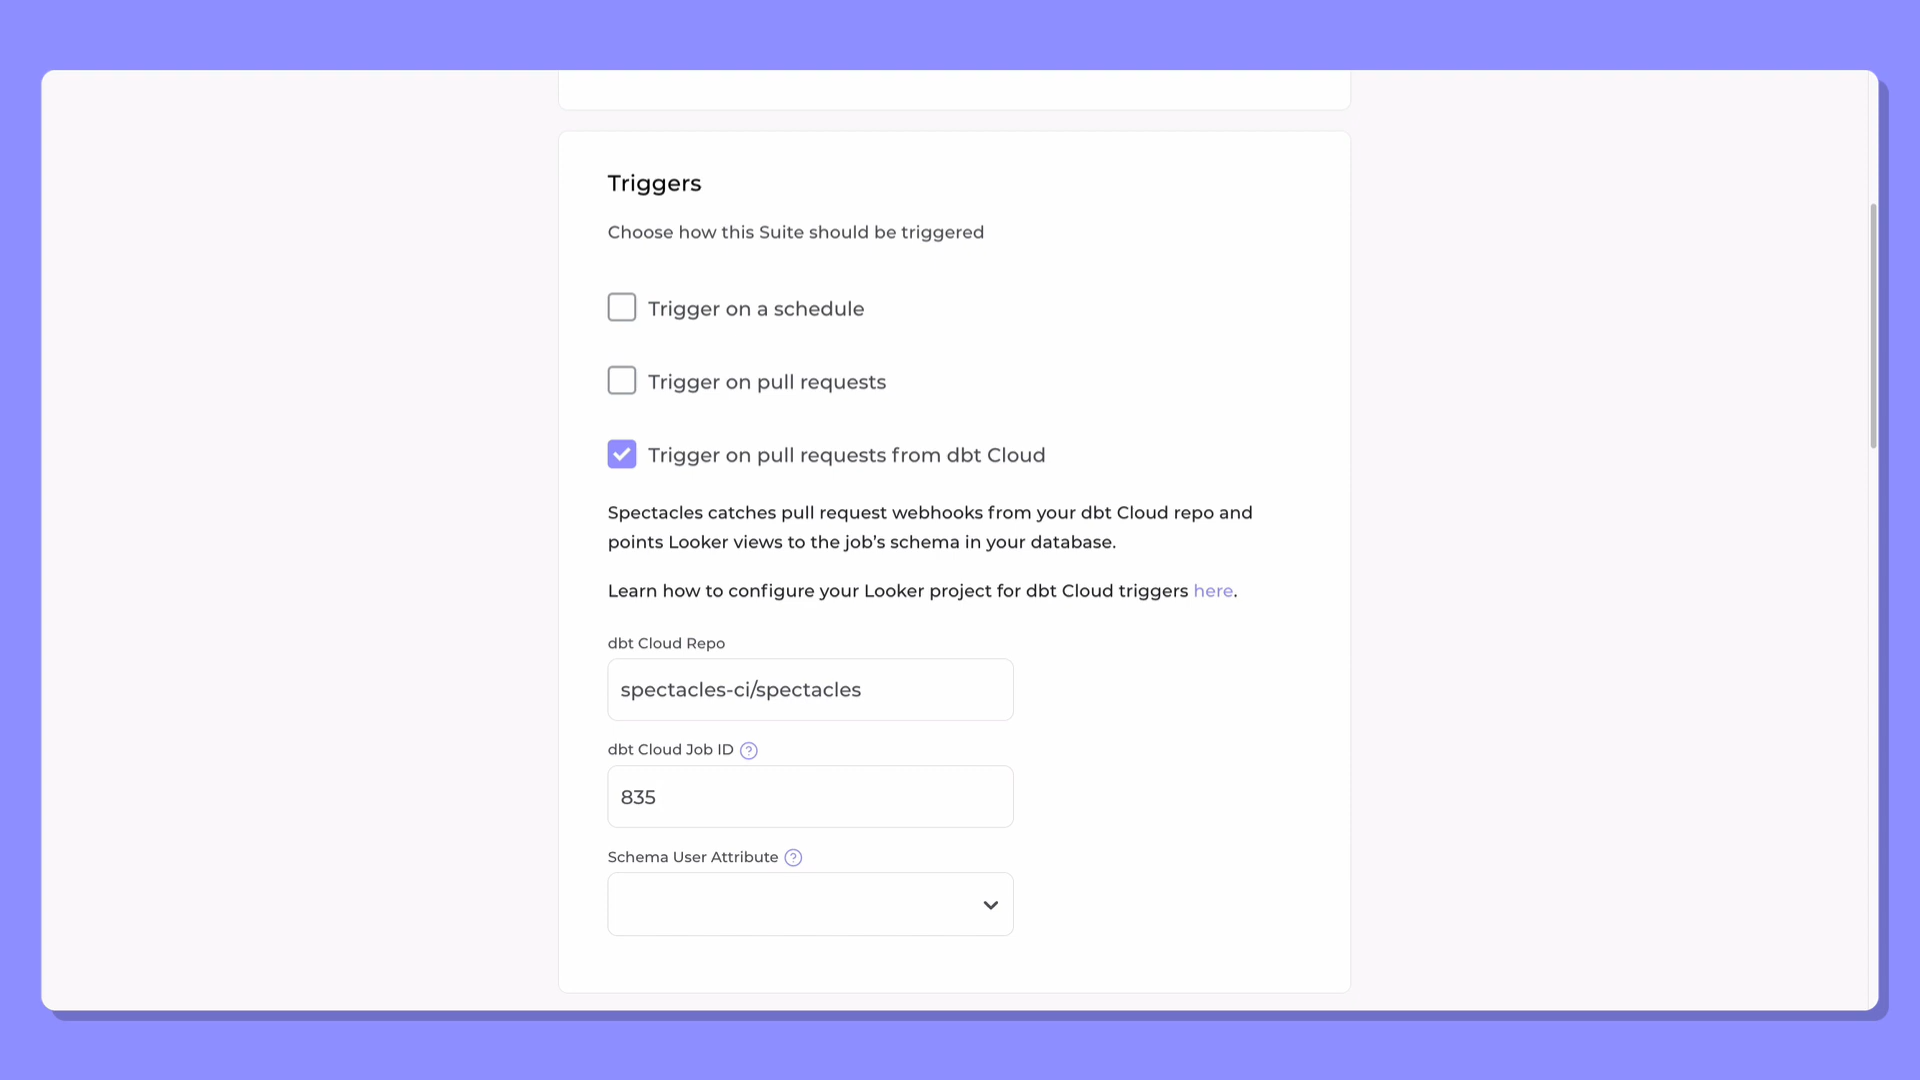 Triggers
Choose how this Suite should be triggered
Trigger on a schedule
Trigger on pull requests
Trigger on pull requests from dbt Cloud
Spectacles catches pull request webhooks from your dbt Cloud repo and
points Looker views to the job’s schema in your database.
Learn how to configure your Looker project for dbt Cloud triggers here.
dbt Cloud Repo
spectacles-ci/spectacles
dbt Cloud Job ID ?
835
Schema User Attribute ?